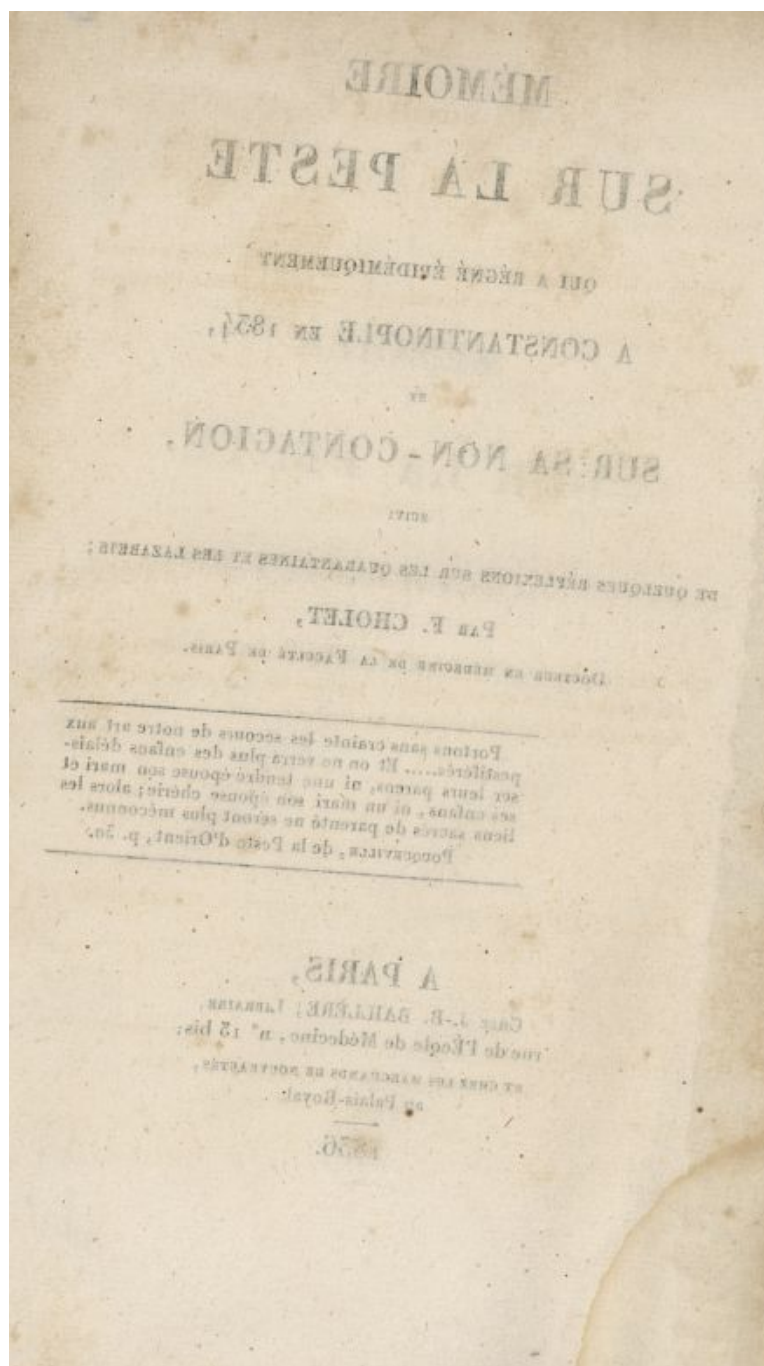 MÉMOIRE
SUR LA PESTE
QUI A RÉGNÉ ÉPIDÉMIQUEMENT
A CONSTANTINOPLE EN 1834,
ET
SUR SA NON-CONTAGION,
SUIVI
DE QUELQUES RÉFLEXIONS SUR LES QUARANTAINES ET LES LAZARETS;
PAR F. CHOLET,
DOCTEUR EN MÉDECINE DE LA FACULTÉ DE PARIS.
Portons sans crainte les secours de notre art aux
pestiférés..... Et on ne verra plus des enfans délais-
ser leurs parens, ni une tendre épouse son mari et
ses enfans, ni un mari son épouse chérie; alors les
liens sacrés de parenté ne seront plus méconnus.
POUQUEVILLE, de la Peste d'Orient, p.
A PARIS,
CHEZ J.-B. BAILLÈRE, LIBRAIRE,
rue de l'École de Médecine, n° 13 bis;
ET CHEZ LES MARCHANDS DE NOUVEAUTÉS,
au Palais-Royal.
1836.